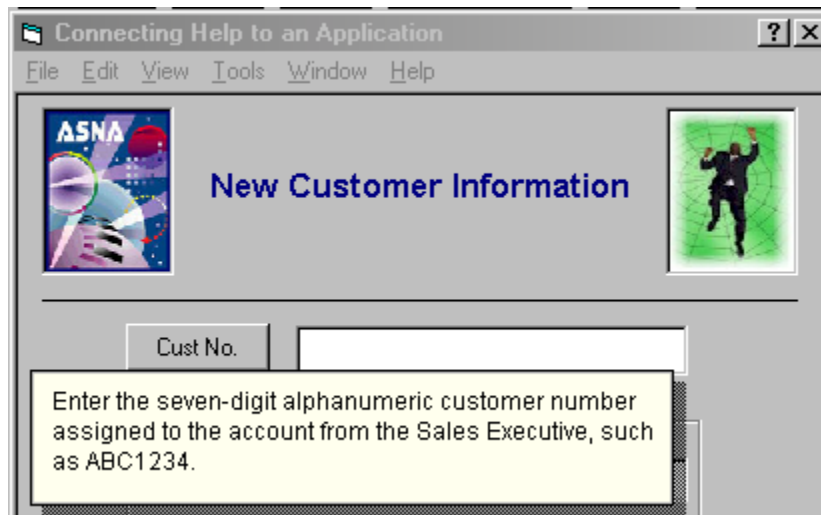 Connecting Help to an Application
File Edit View Tools Window Help
ASNA
New Customer Information
Cust No.
Enter the seven-digit alphanumeric customer number
assigned to the account from the Sales Executive, such
as ABC1234.